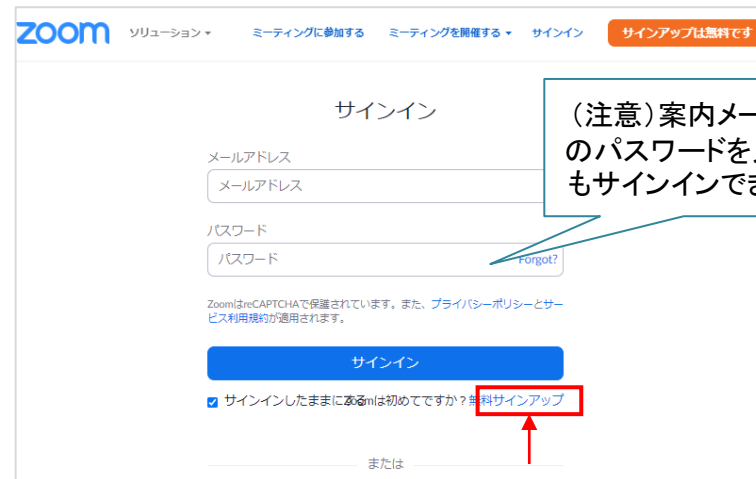 zoom ソリューション ミーティングに参加する ミーティングを開催する サインイン サインアップは無料です
サインイン
（注意）案内メー
のパスワードを
もサインインで
メールアドレス
メールアドレス
パスワード
パスワード Forgot?
ZoomはreCAPTCHAで保護されています。また、プライバシーポリシーとサー
ビス利用規約が適用されます。
サインイン
サインインしたままにする Zoomは初めてですか？無料サインアップ
または